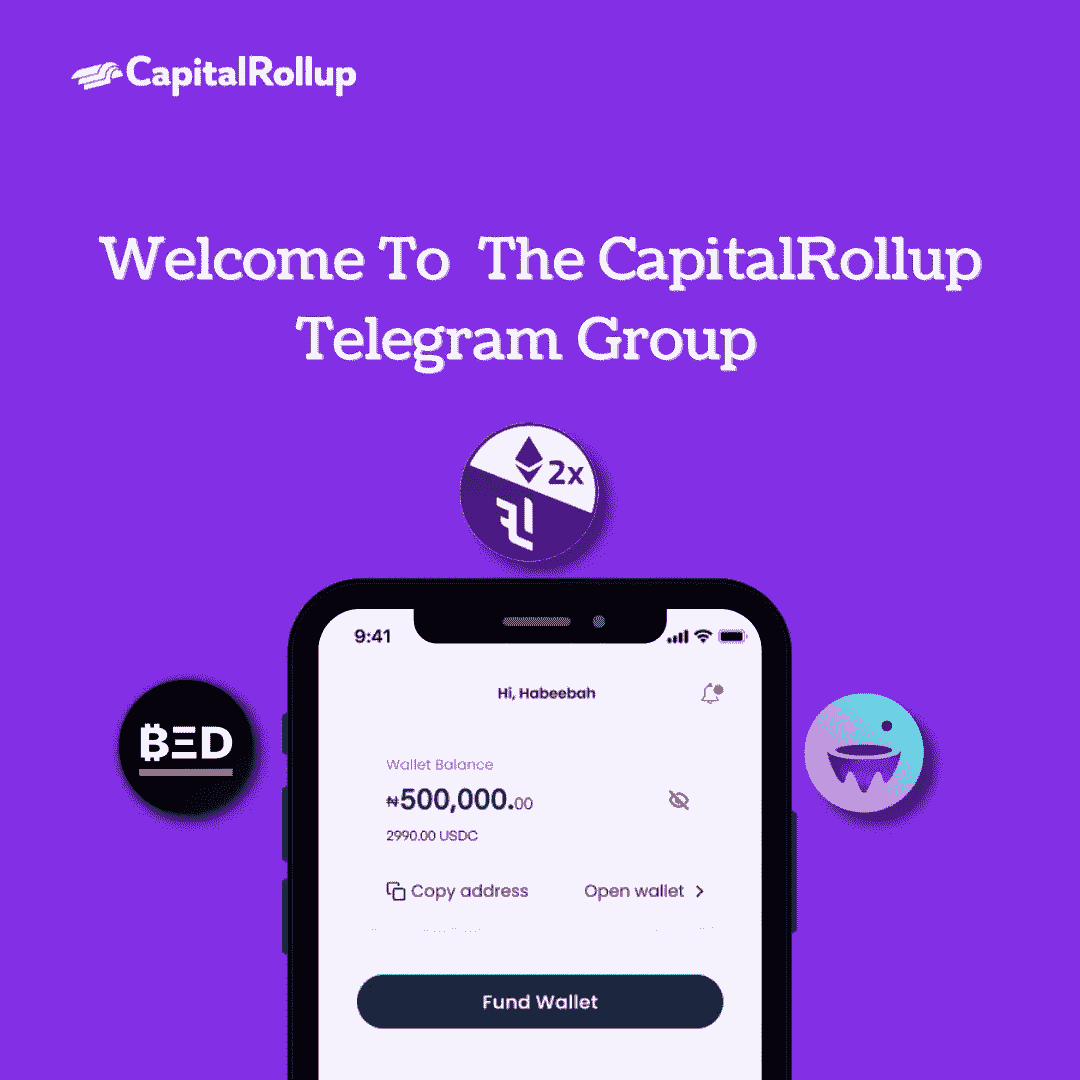 CapitalRollup
Welcome To The CapitalRollup
Telegram Group
2x
BED
9:41
Hi, Habeebah
Wallet Balance
₦500,000.00
2990.00 USDC
Copy address
Open wallet
Fund Wallet